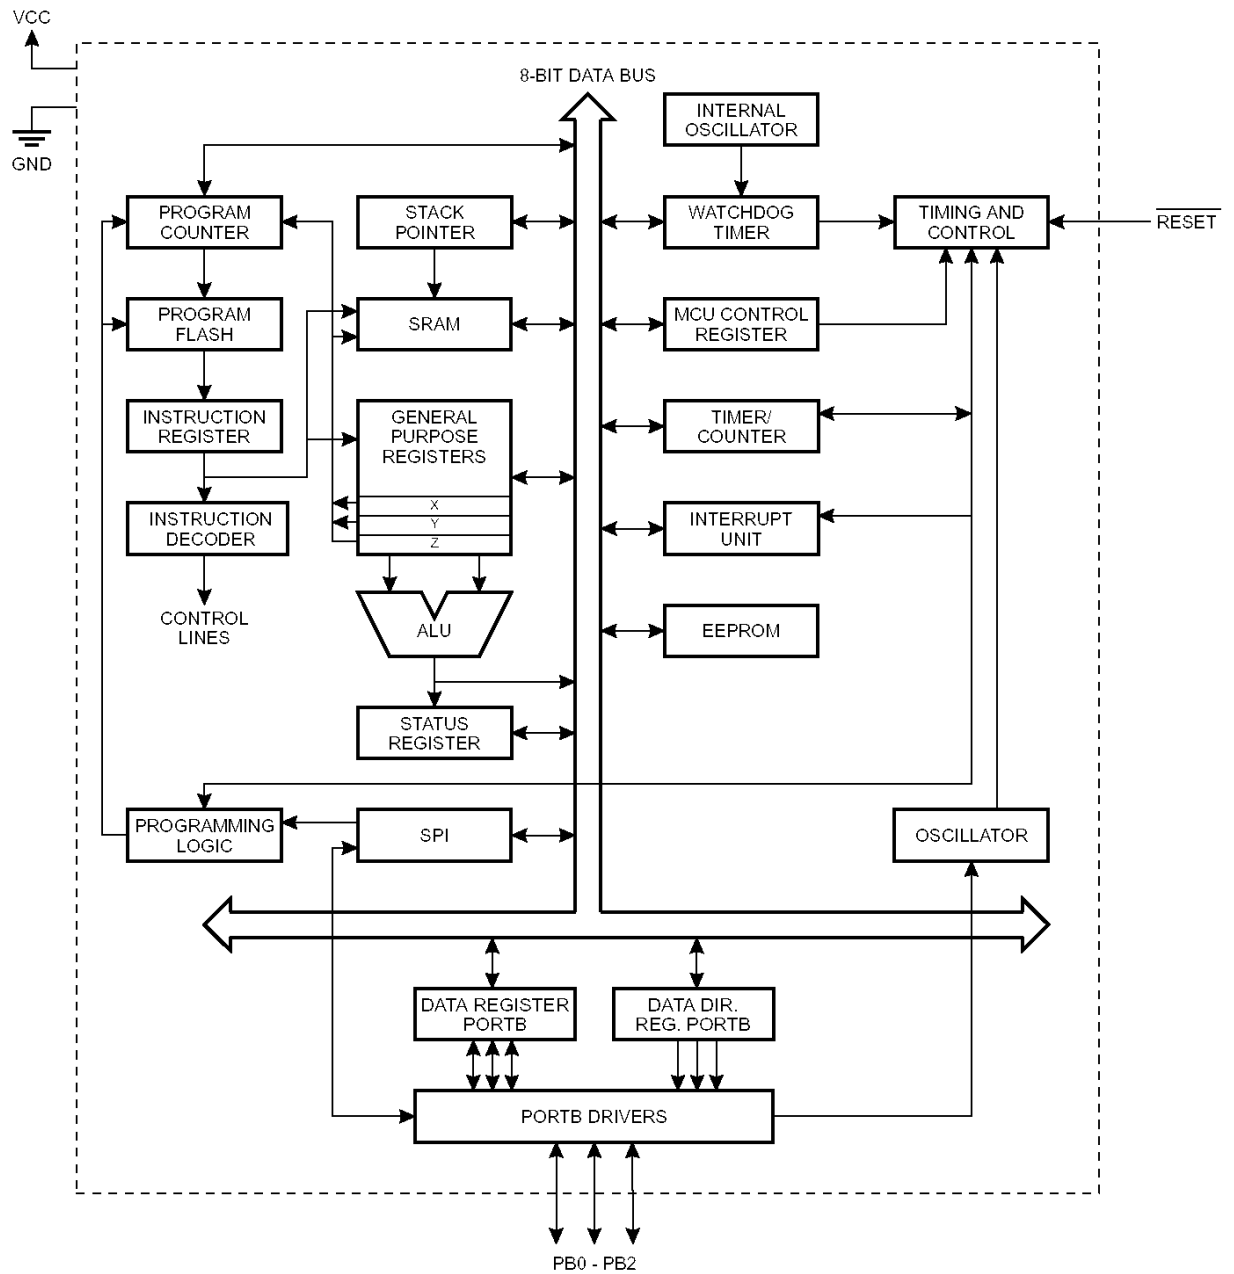 VCC
GND
8-BIT DATA BUS
INTERNAL
OSCILLATOR
PROGRAM
COUNTER
STACK
POINTER
WATCHDOG
TIMER
TIMING AND
CONTROL
RESET
PROGRAM
FLASH
SRAM
MCU CONTROL
REGISTER
INSTRUCTION
REGISTER
GENERAL
PURPOSE
REGISTERS
X
Y
Z
TIMER/
COUNTER
INSTRUCTION
DECODER
INTERRUPT
UNIT
CONTROL
LINES
ALU
EEPROM
STATUS
REGISTER
PROGRAMMING
LOGIC
SPI
OSCILLATOR
DATA REGISTER
PORTB
DATA DIR.
REG. PORTB
PORTB DRIVERS
PB0 - PB2